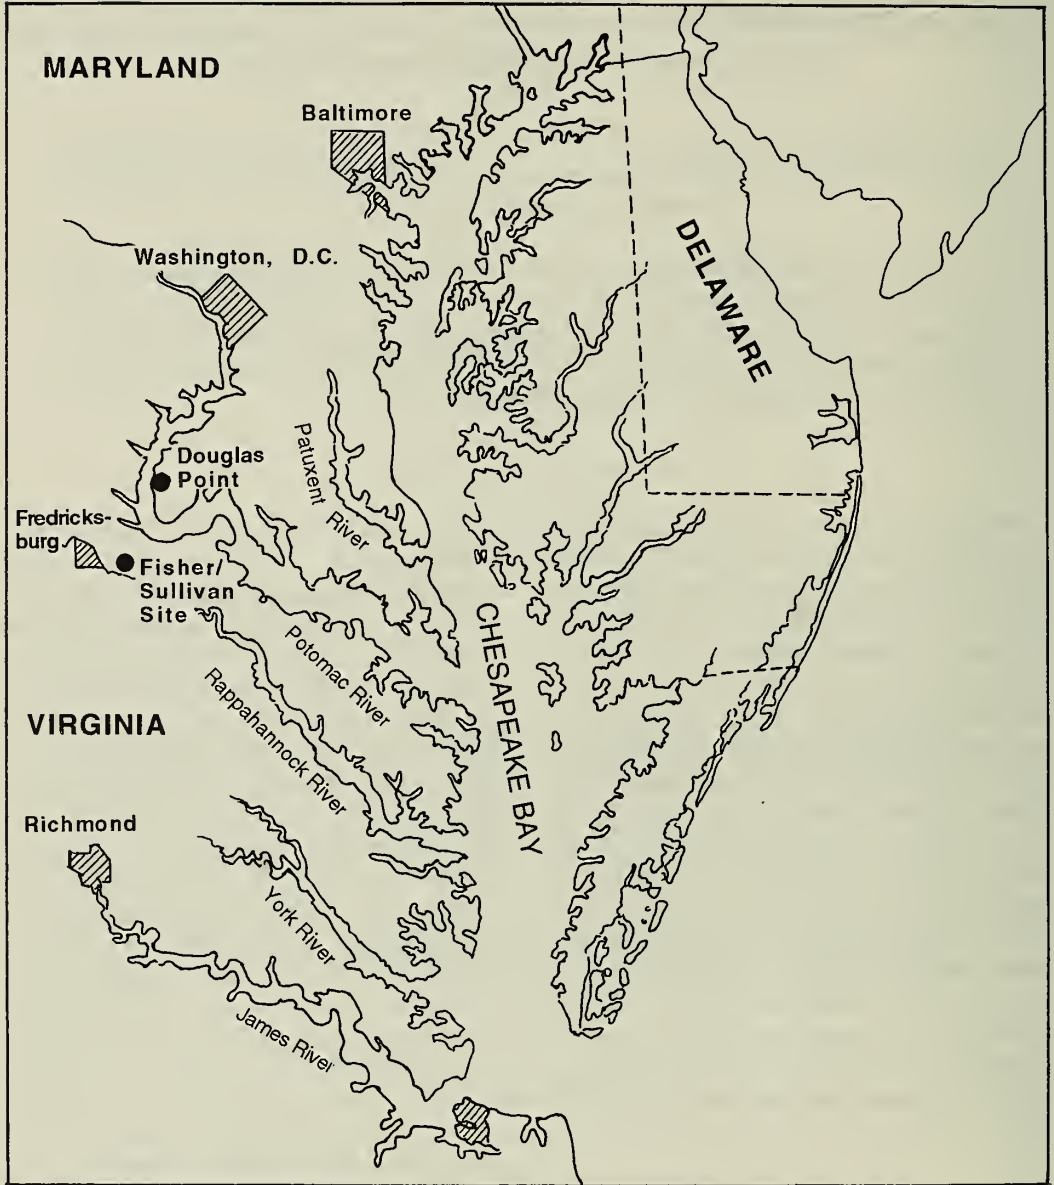 MARYLAND
Baltimore
Washington, D.C.
DELAWARE
Patuxent River
Douglas
Point
Fredricks-
burg
Fisher/
Sullivan
Site
Potomac River
CHESAPEAKE BAY
Rappahannock River
VIRGINIA
Richmond
York River
James River